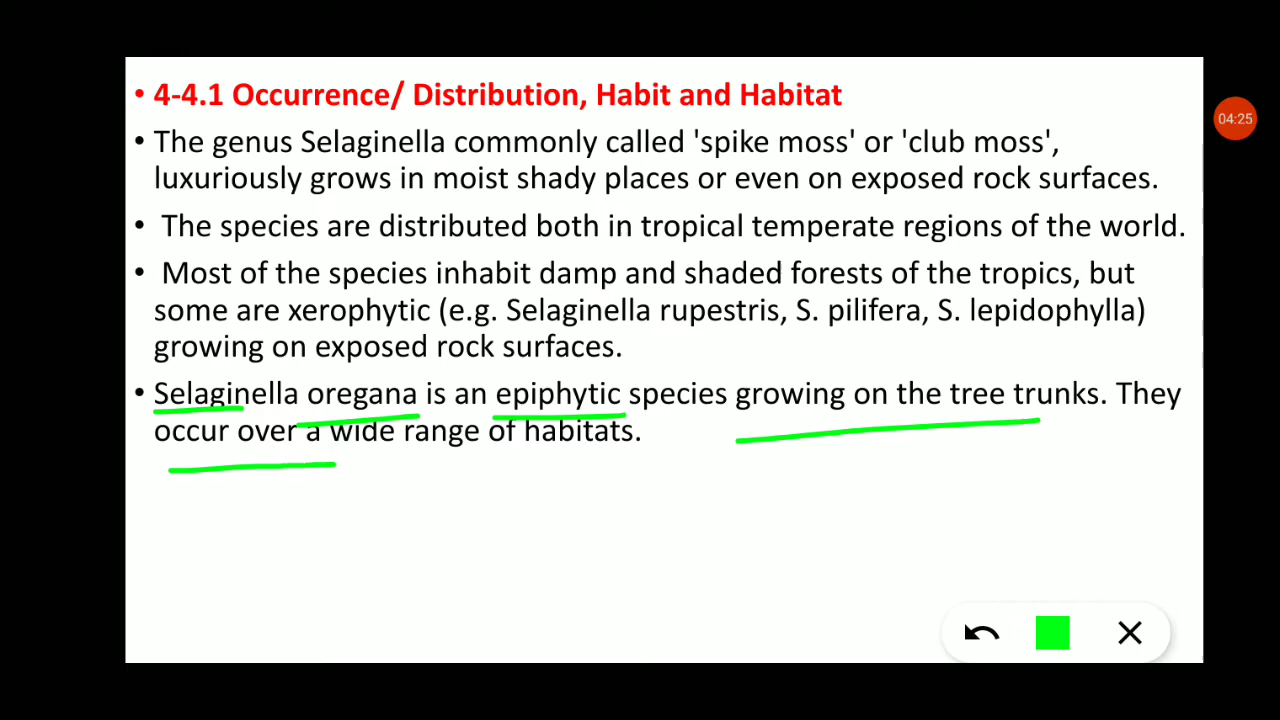 • 4-4.1 Occurrence/ Distribution, Habit and Habitat
• The genus Selaginella commonly called 'spike moss' or 'club moss',
luxuriously grows in moist shady places or even on exposed rock surfaces.
• The species are distributed both in tropical temperate regions of the world.
• Most of the species inhabit damp and shaded forests of the tropics, but
some are xerophytic (e.g. Selaginella rupestris, S. pilifera, S. lepidophylla)
growing on exposed rock surfaces.
• Selaginella oregana is an epiphytic species growing on the tree trunks. They
occur over a wide range of habitats.
04:25